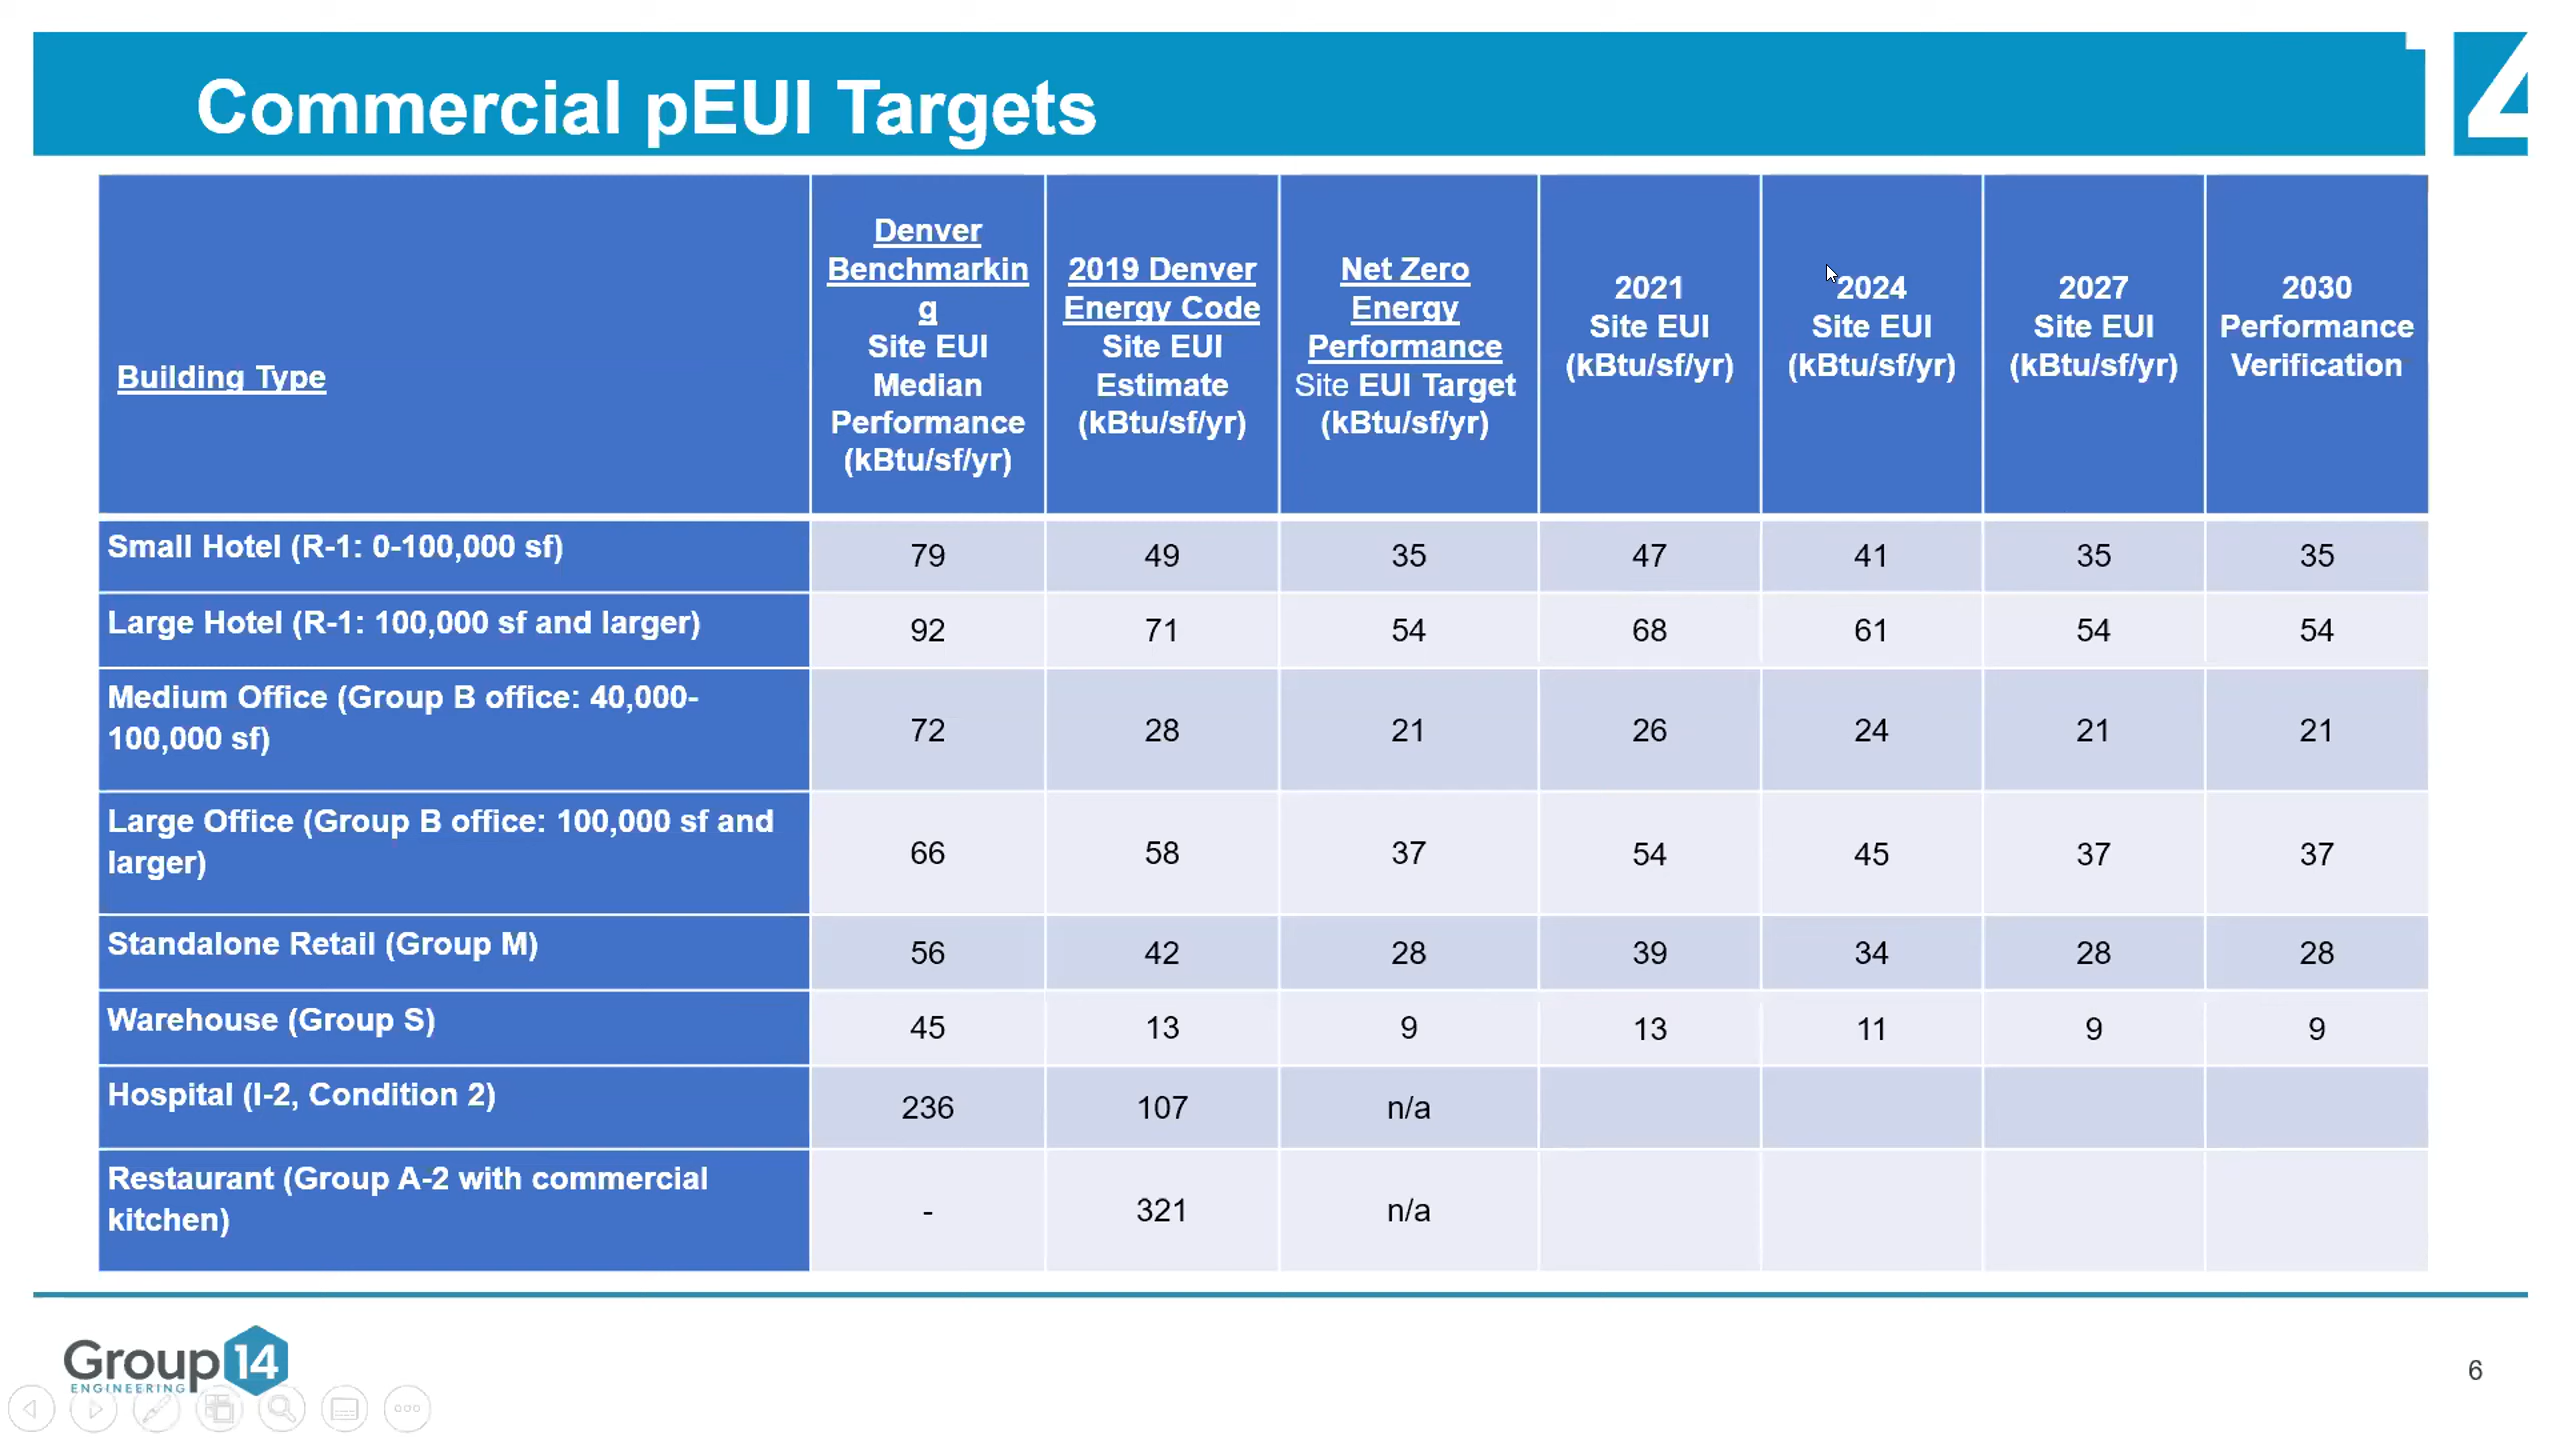 Commercial pEUI Targets
14
Building Type
Denver
Benchmarkin
g
Site EUI
Median
Performance
(kBtu/sf/yr)
2019 Denver
Energy Code
Site EUI
Estimate
(kBtu/sf/yr)
Net Zero
Energy
Performance
Site EUI Target
(kBtu/sf/yr)
2021
Site EUI
(kBtu/sf/yr)
2024
Site EUI
(kBtu/sf/yr)
2027
Site EUI
(kBtu/sf/yr)
2030
Performance
Verification
Small Hotel (R-1: 0-100,000 sf)
79 49 35 47 41 35 35
Large Hotel (R-1: 100,000 sf and larger)
92 71 54 68 61 54 54
Medium Office (Group B office: 40,000-
100,000 sf)
72 28 21 26 24 21 21
Large Office (Group B office: 100,000 sf and
larger)
66 58 37 54 45 37 37
Standalone Retail (Group M)
56 42 28 39 34 28 28
Warehouse (Group S)
45 13 9 13 11 9 9
Hospital (I-2, Condition 2)
236 107 n/a
Restaurant (Group A-2 with commercial
kitchen)
- 321 n/a
Group 14
ENGINEERING
6